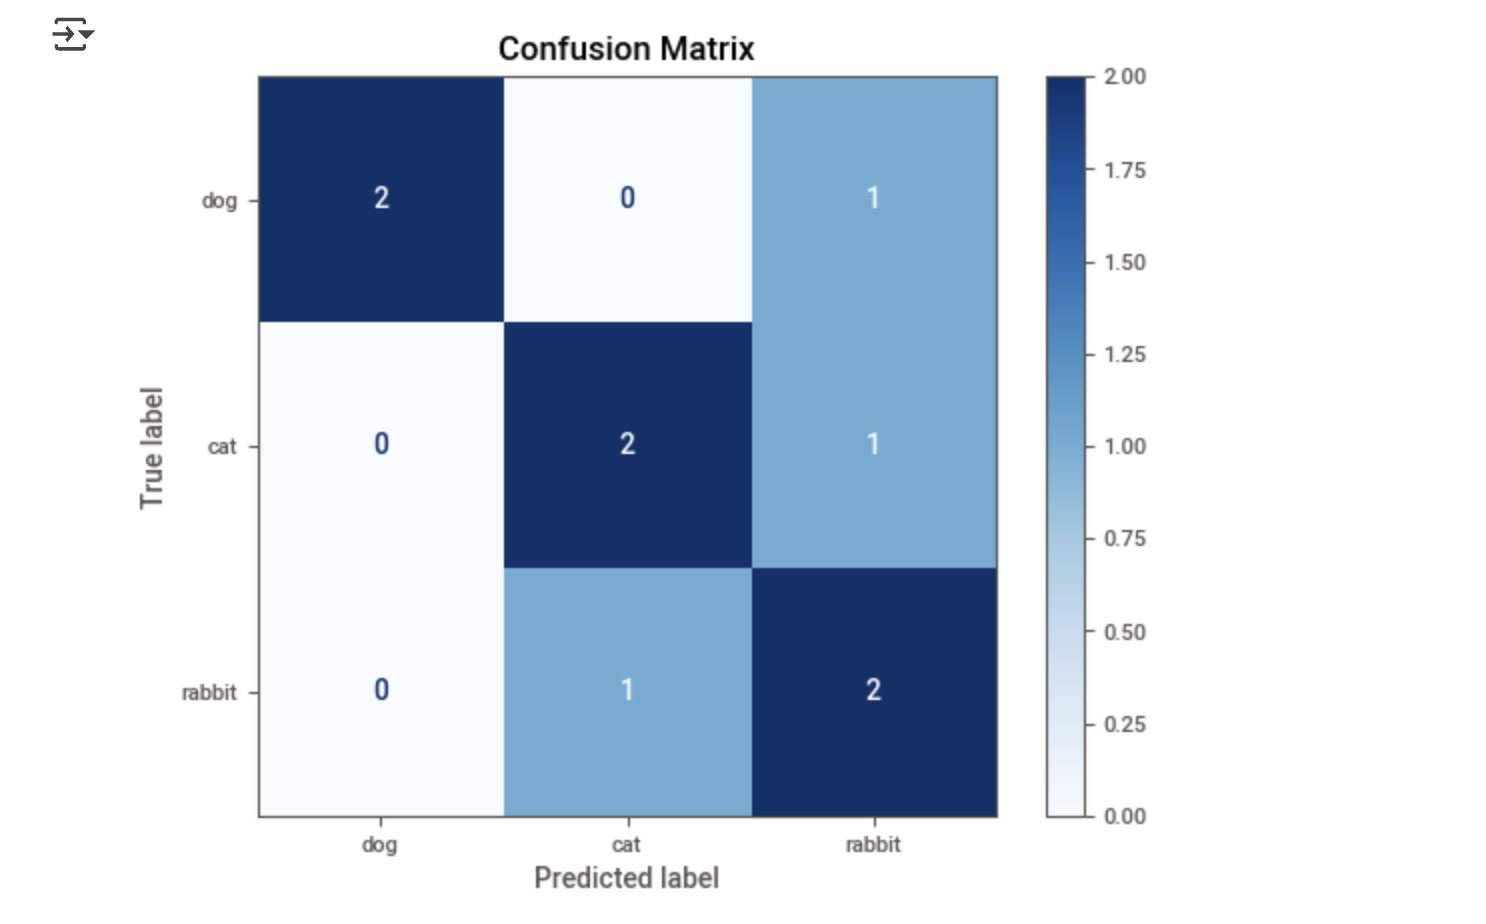 Confusion Matrix
2.00
1.75
1.50
1.25
1.00
0.75
0.50
0.25
0.00
True label
dog 2 0 1
cat 0 2 1
rabbit 0 1 2
dog cat rabbit
Predicted label